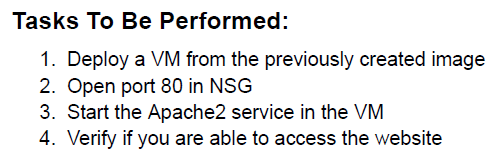 Tasks To Be Performed:
1. Deploy a VM from the previously created image
2. Open port 80 in NSG
3. Start the Apache2 service in the VM
4. Verify if you are able to access the website